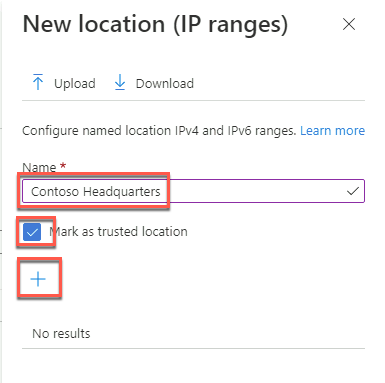 New location (IP ranges)
Upload Download
Configure named location IPv4 and IPv6 ranges. Learn more
Name *
Contoso Headquarters
Mark as trusted location
No results